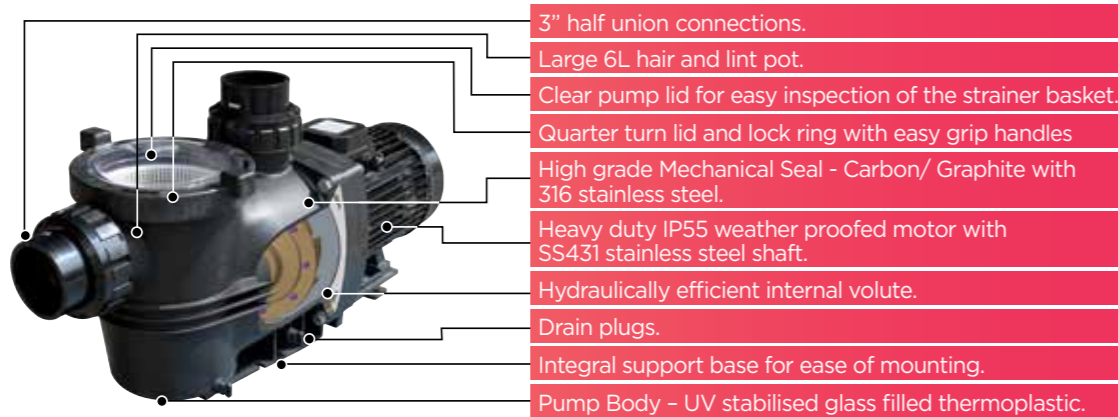 3” half union connections.
Large 6L hair and lint pot.
Clear pump lid for easy inspection of the strainer basket.
Quarter turn lid and lock ring with easy grip handles
High grade Mechanical Seal - Carbon/ Graphite with
316 stainless steel.
Heavy duty IP55 weather proofed motor with
SS431 stainless steel shaft.
Hydraulically efficient internal volute.
Drain plugs.
Integral support base for ease of mounting.
Pump Body – UV stabilised glass filled thermoplastic.